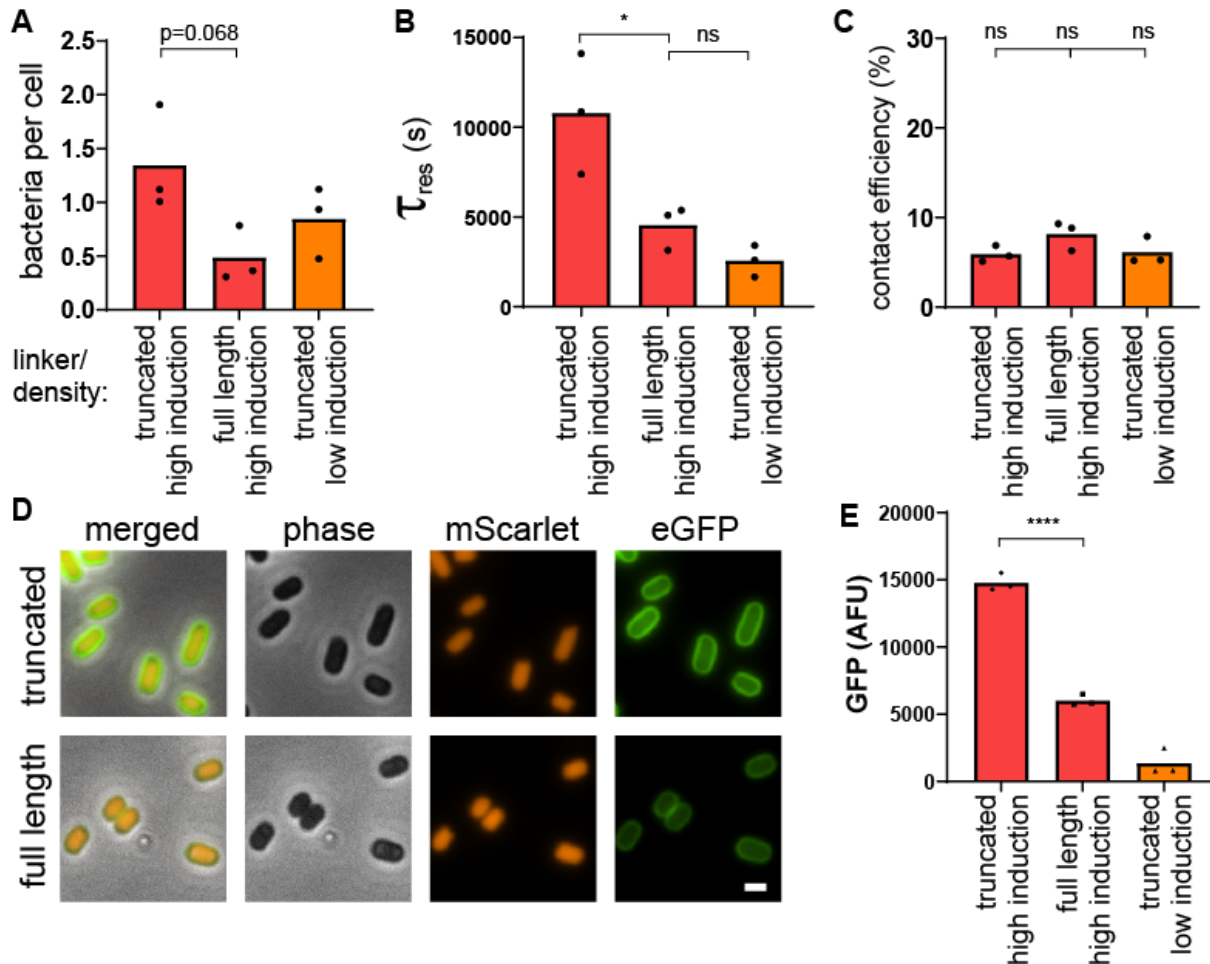 A
bacteria per cell
2.5
2.0
1.5
1.0
0.5
0.0
p=0.068
linker/
density:
truncated
high induction
full length
high induction
truncated
low induction
B
τres (s)
15000
10000
5000
0
*
ns
truncated
high induction
full length
high induction
truncated
low induction
C
contact efficiency (%)
30
20
10
0
ns ns ns
truncated
high induction
full length
high induction
truncated
low induction
D
merged phase mScarlet eGFP
truncated
full length
E
GFP (AFU)
20000
15000
10000
5000
0
****
truncated
high induction
full length
high induction
truncated
low induction